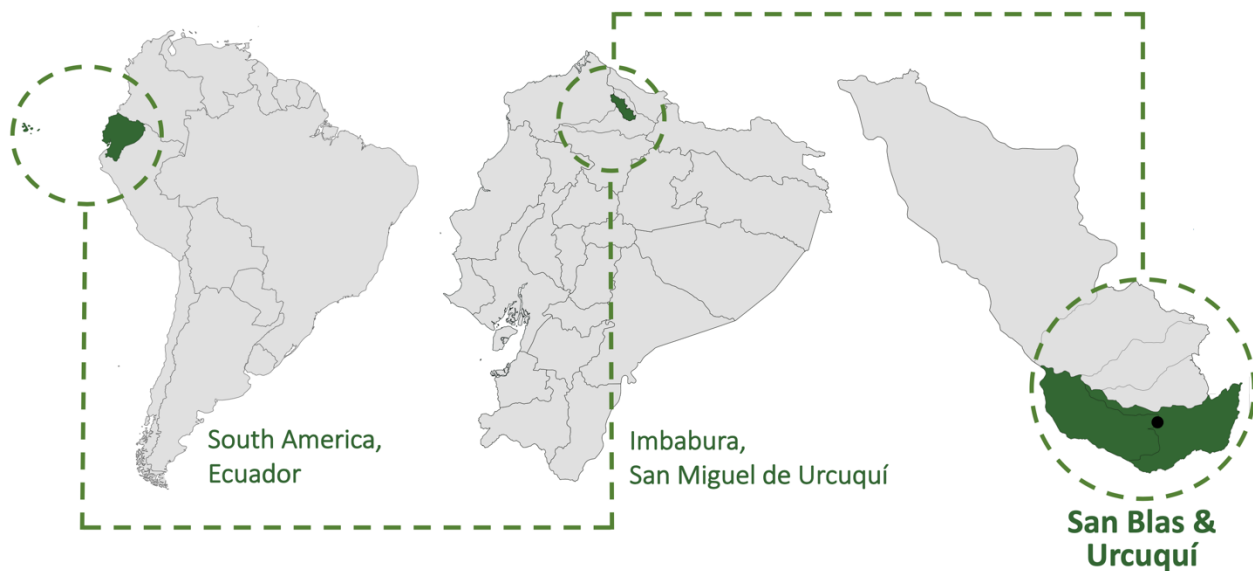 South America,
Ecuador
Imbabura,
San Miguel de Urcuquí
San Blas &
Urcuquí